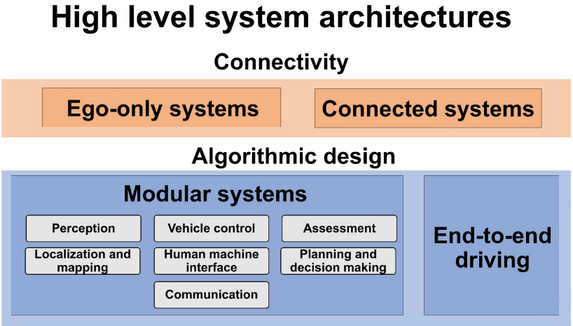 High level system architectures
Connectivity
Ego-only systems
Connected systems
Algorithmic design
Modular systems
Perception
Vehicle control
Assessment
Localization and
mapping
Human machine
interface
Planning and
decision making
Communication
End-to-end
driving